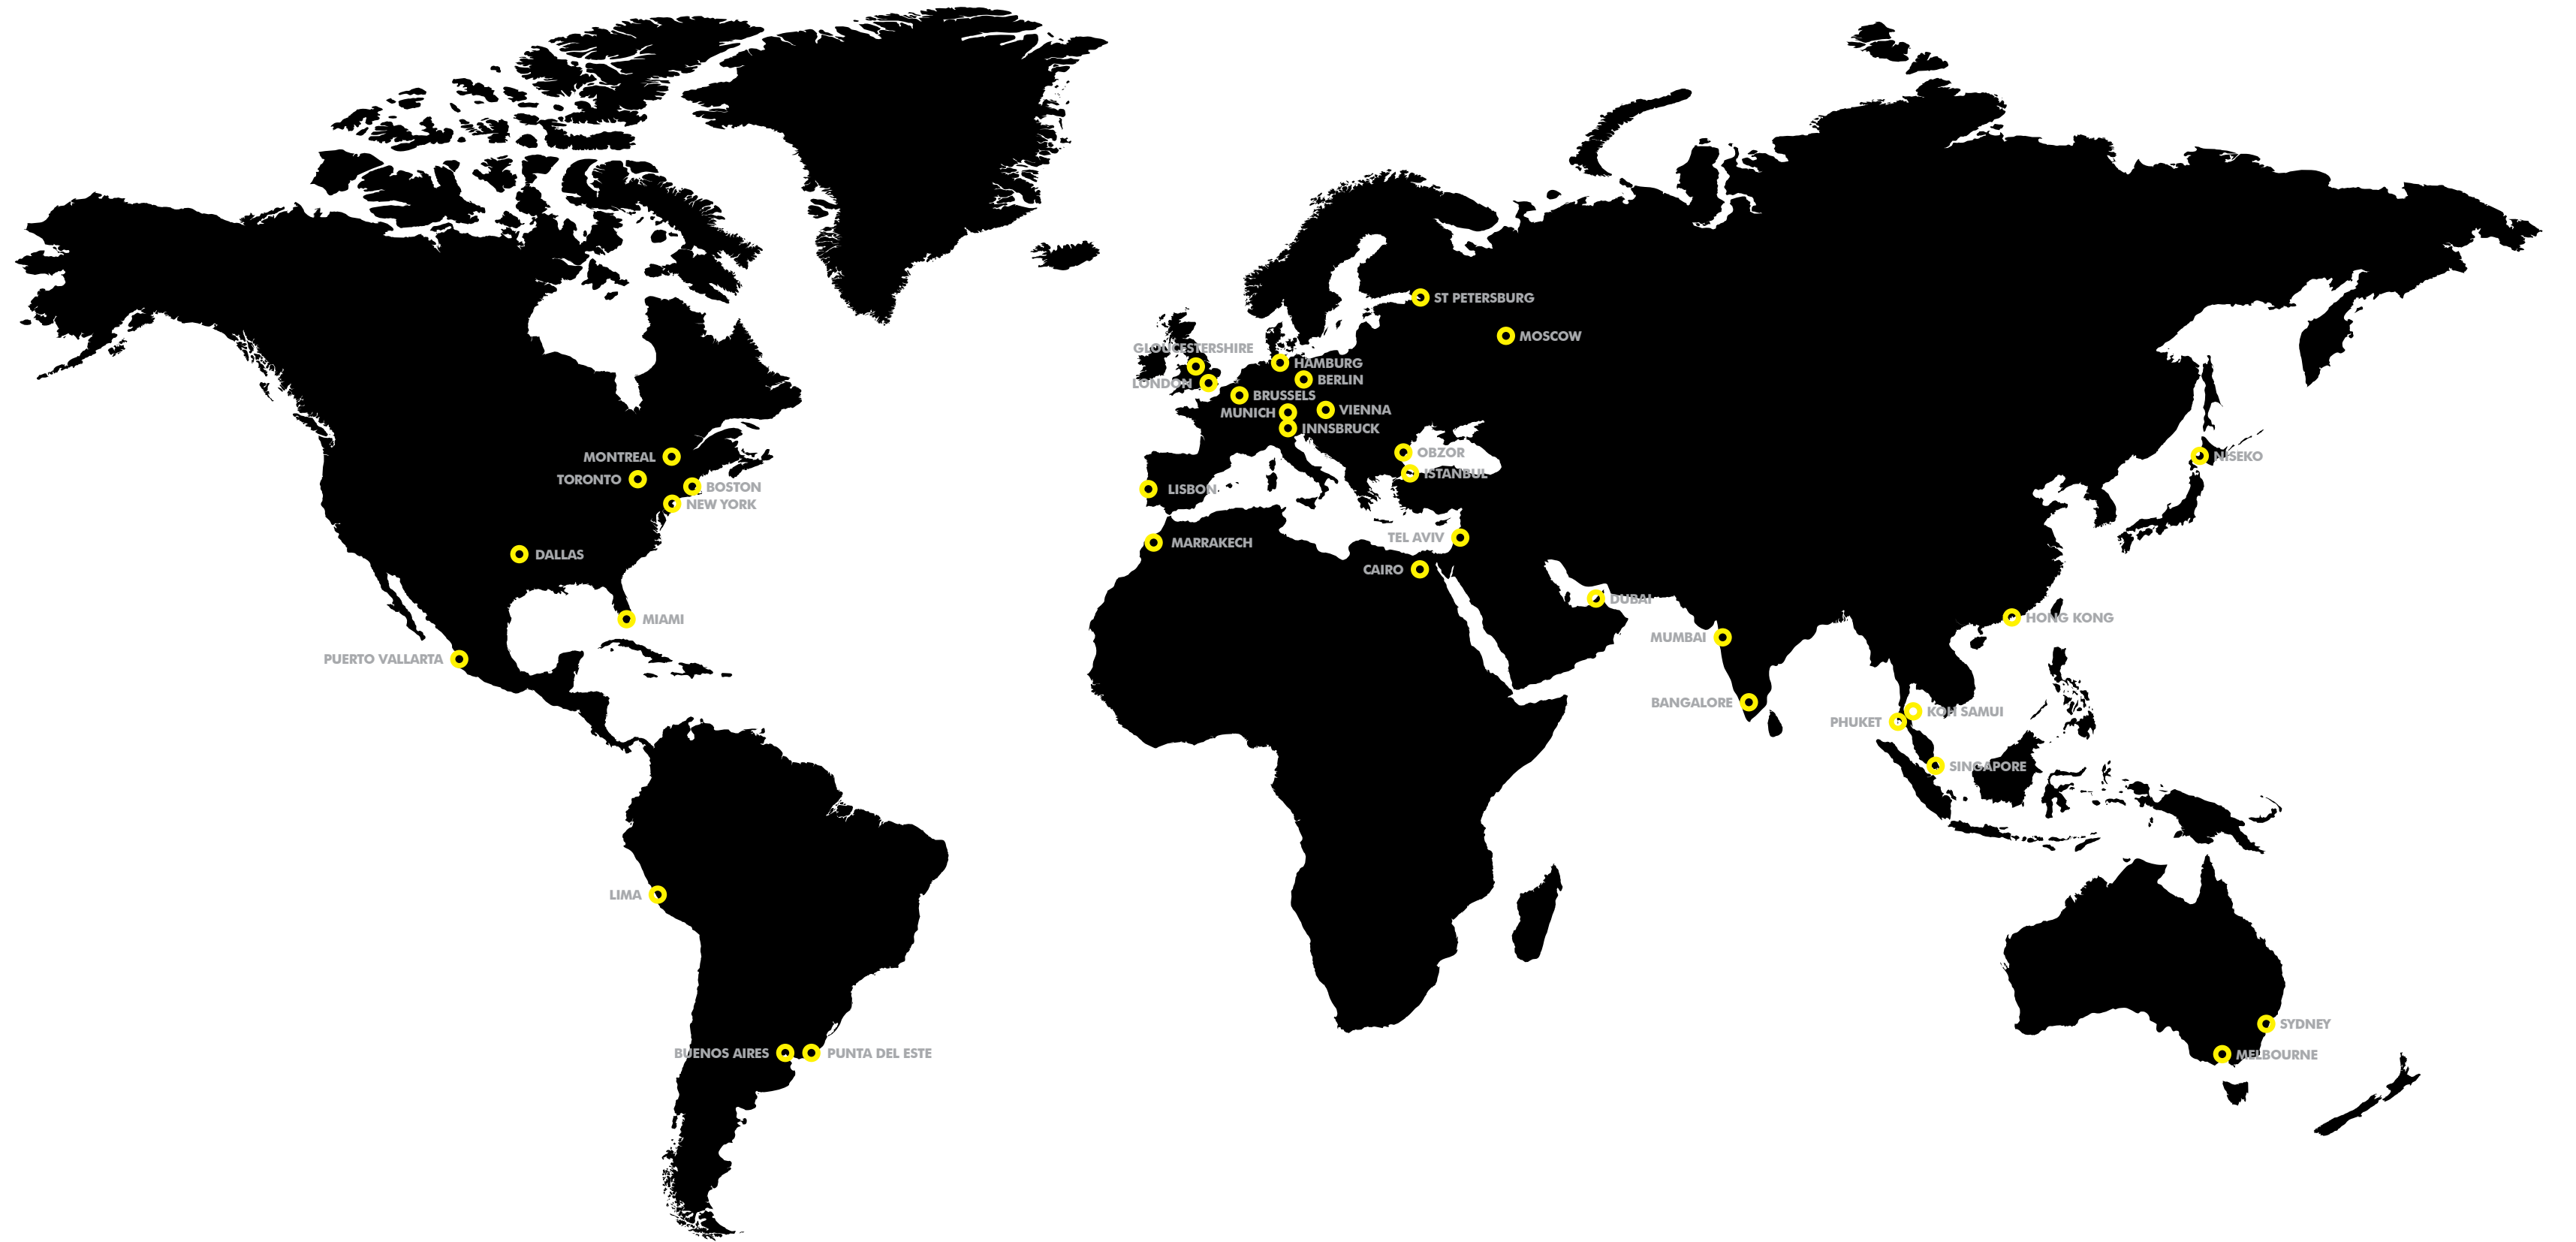 ST PETERSBURG
MOSCOW
GLOUCESTERSHIRE
HAMBURG
LONDON
BERLIN
BRUSSELS
MUNICH
VIENNA
INNSBRUCK
OBZOR
ISTANBUL
NISEKO
MONTREAL
TORONTO
BOSTON
NEW YORK
LISBON
TEL AVIV
MARRAKECH
DALLAS
CAIRO
DUBAI
MIAMI
HONG KONG
MUMBAI
PUERTO VALLARTA
BANGALORE
KOH SAMUI
PHUKET
SINGAPORE
LIMA
SYDNEY
BUENOS AIRES
PUNTA DEL ESTE
MELBOURNE